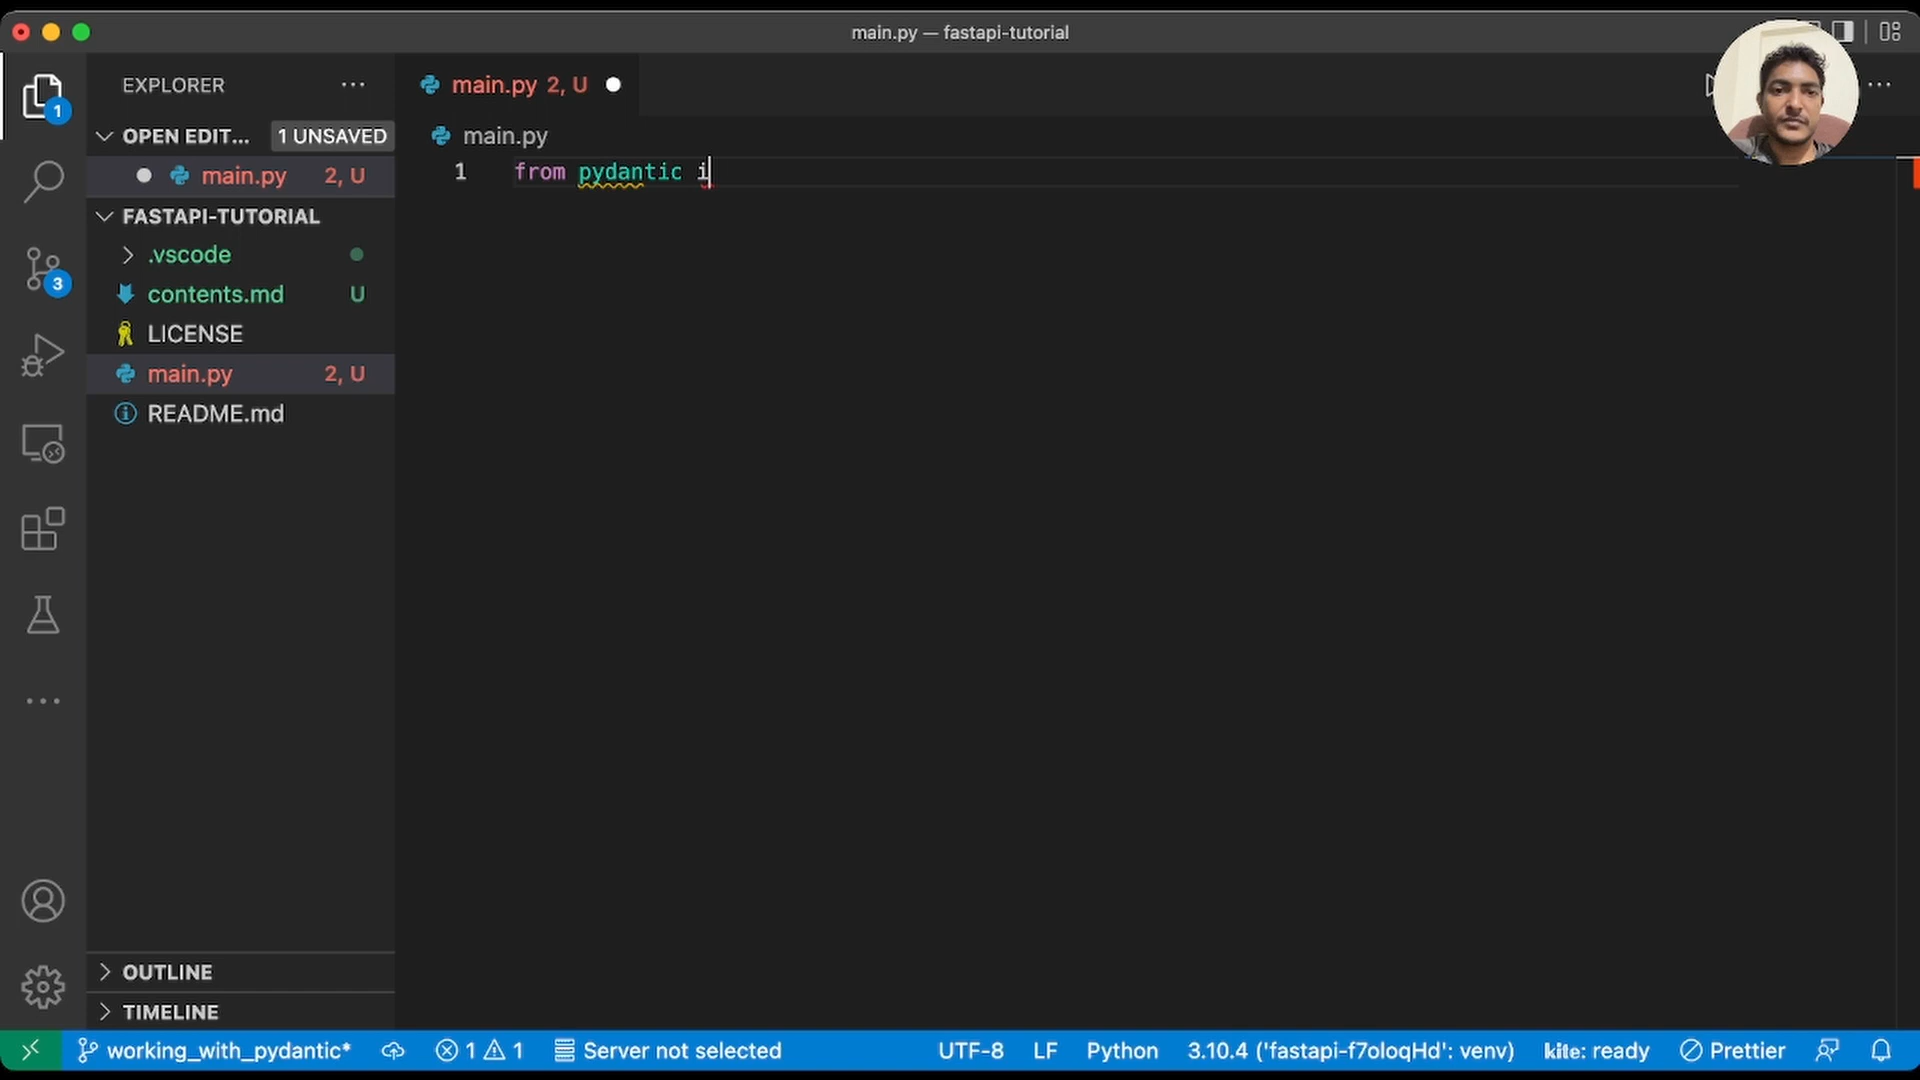 main.py — fastapi-tutorial
EXPLORER
main.py 2, U
OPEN EDIT... 1 UNSAVED
main.py 2, U
main.py
1 from pydantic i
FASTAPI-TUTORIAL
.vscode
contents.md U
LICENSE
main.py 2, U
README.md
1
3
OUTLINE
TIMELINE
working_with_pydantic* 1 1 Server not selected UTF-8 LF Python 3.10.4 ('fastapi-f7oloqHd': venv) kite: ready Prettier